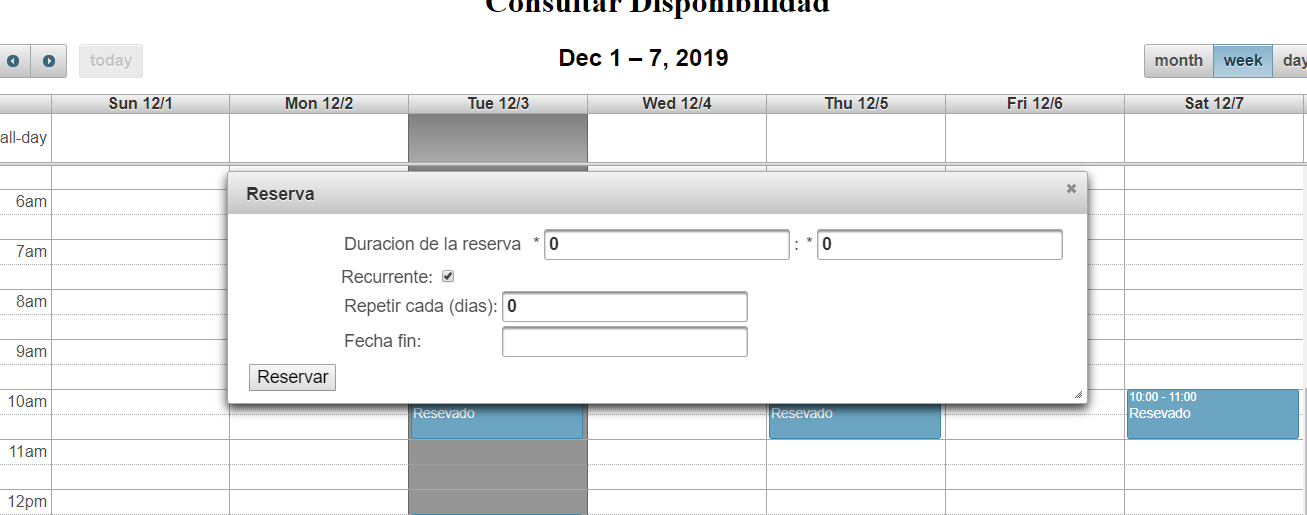 Consultar Disponibilidad
today
Dec 1 – 7, 2019
month week day
Sun 12/1 Mon 12/2 Tue 12/3 Wed 12/4 Thu 12/5 Fri 12/6 Sat 12/7
all-day
Reserva
6am
Duracion de la reserva * 0 : * 0
7am
Recurrente:
8am
Repetir cada (dias): 0
9am
Fecha fin:
Reservar
10am
10:00 - 11:00
Resevado Resevado Resevado
11am
12pm